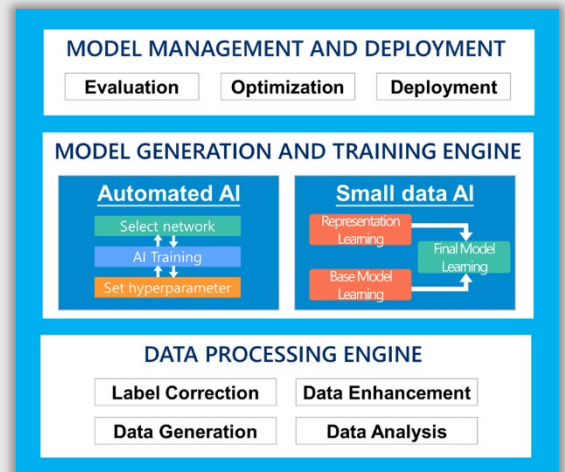 MODEL MANAGEMENT AND DEPLOYMENT
Evaluation
Optimization
Deployment
MODEL GENERATION AND TRAINING ENGINE
Automated AI
Select network
AI Training
Set hyperparameter
Small data AI
Representation
Learning
Base Model
Learning
Final Model
Learning
DATA PROCESSING ENGINE
Label Correction
Data Enhancement
Data Generation
Data Analysis